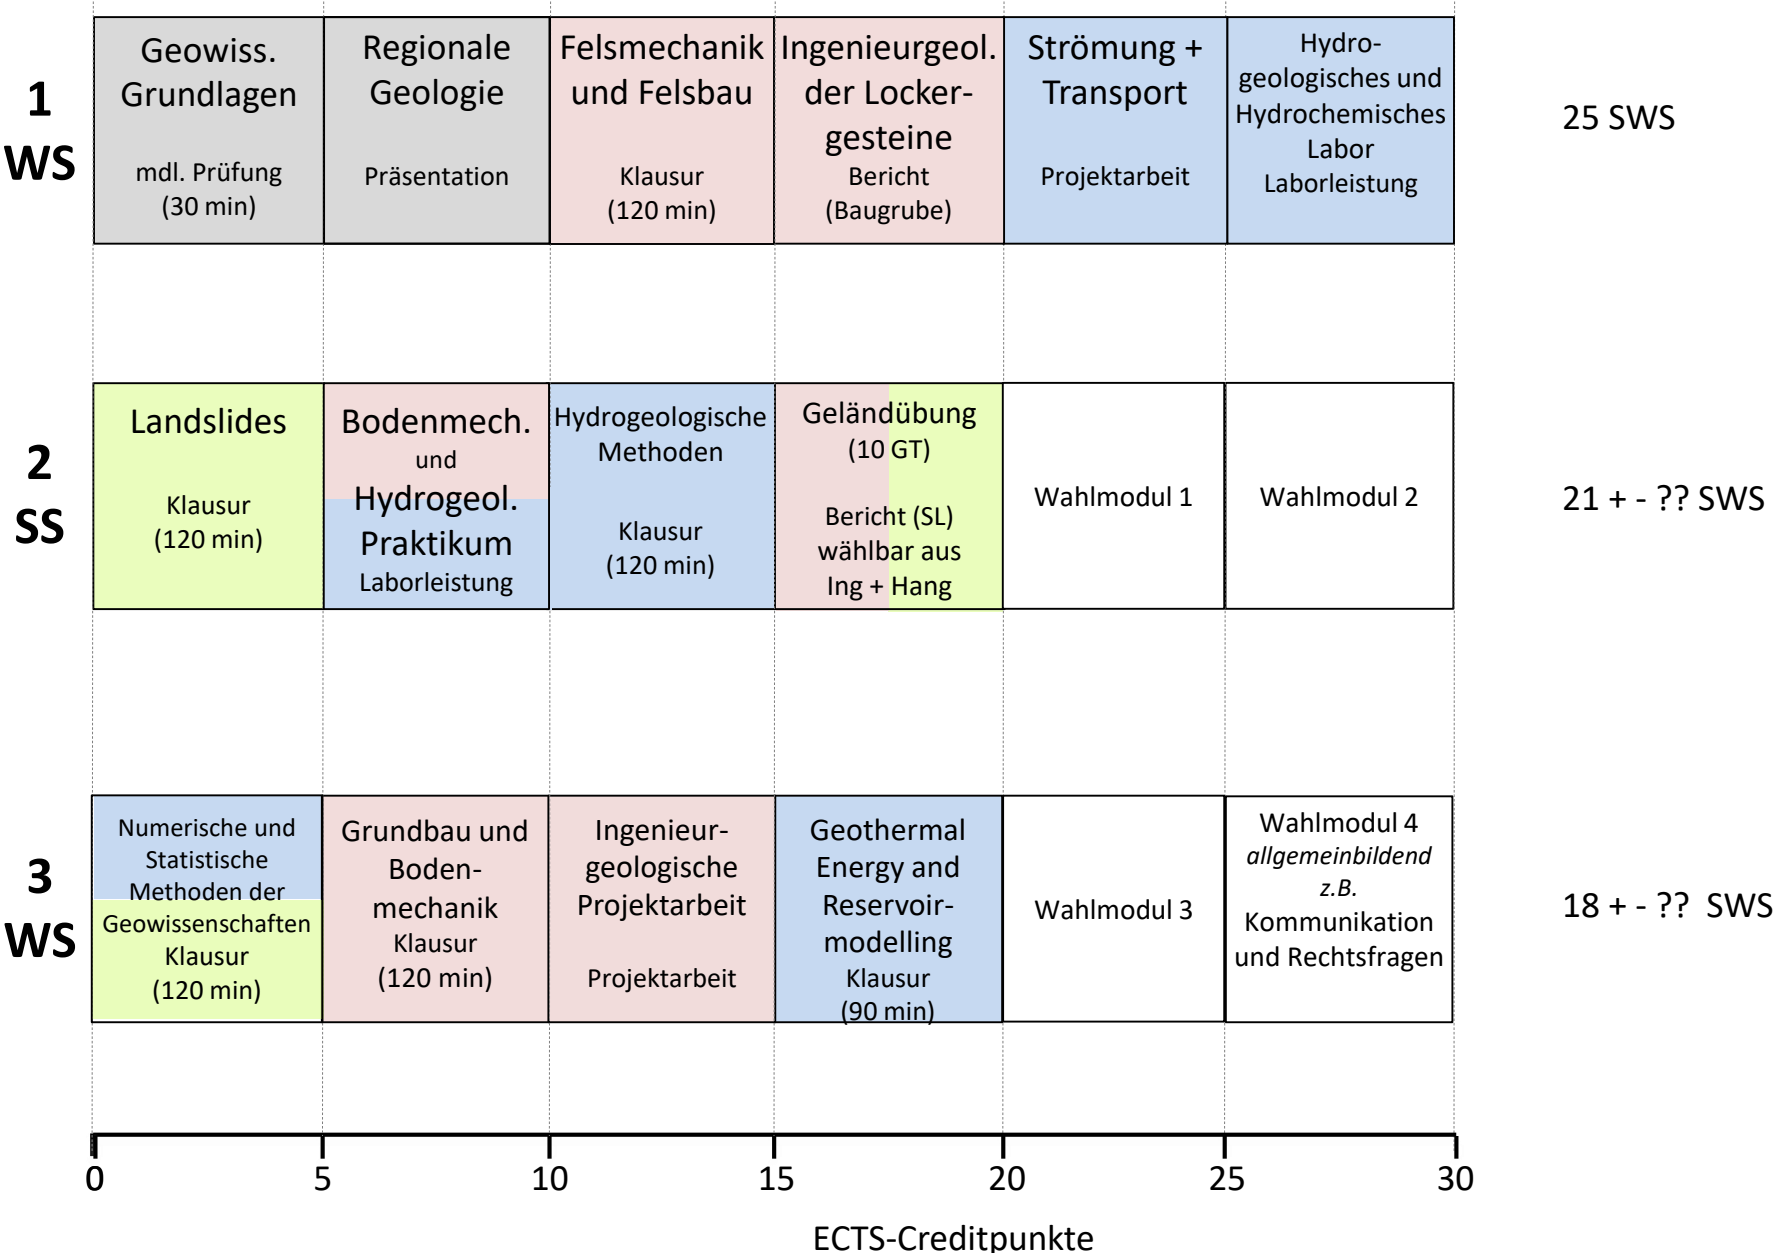 1
WS
Geowiss.
Grundlagen
mdl. Prüfung
(30 min)
Regionale
Geologie
Präsentation
Felsmechanik
und Felsbau
Klausur
(120 min)
Ingenieurgeol.
der Locker-
gesteine
Bericht
(Baugrube)
Strömung +
Transport
Projektarbeit
Hydro-
geologisches und
Hydrochemisches
Labor
Laborleistung
25 SWS
2
SS
Landslides
Klausur
(120 min)
Bodenmech.
und
Hydrogeol.
Praktikum
Laborleistung
Hydrogeologische
Methoden
Klausur
(120 min)
Geländübung
(10 GT)
Bericht (SL)
wählbar aus
Ing + Hang
Wahlmodul 1
Wahlmodul 2
21 + - ?? SWS
3
WS
Numerische und
Statistische
Methoden der
Geowissenschaften
Klausur
(120 min)
Grundbau und
Boden-
mechanik
Klausur
(120 min)
Ingenieur-
geologische
Projektarbeit
Projektarbeit
Geothermal
Energy and
Reservoir-
modelling
Klausur
(90 min)
Wahlmodul 3
Wahlmodul 4
allgemeinbildend
z.B.
Kommunikation
und Rechtsfragen
18 + - ?? SWS
0 5 10 15 20 25 30
ECTS-Creditpunkte